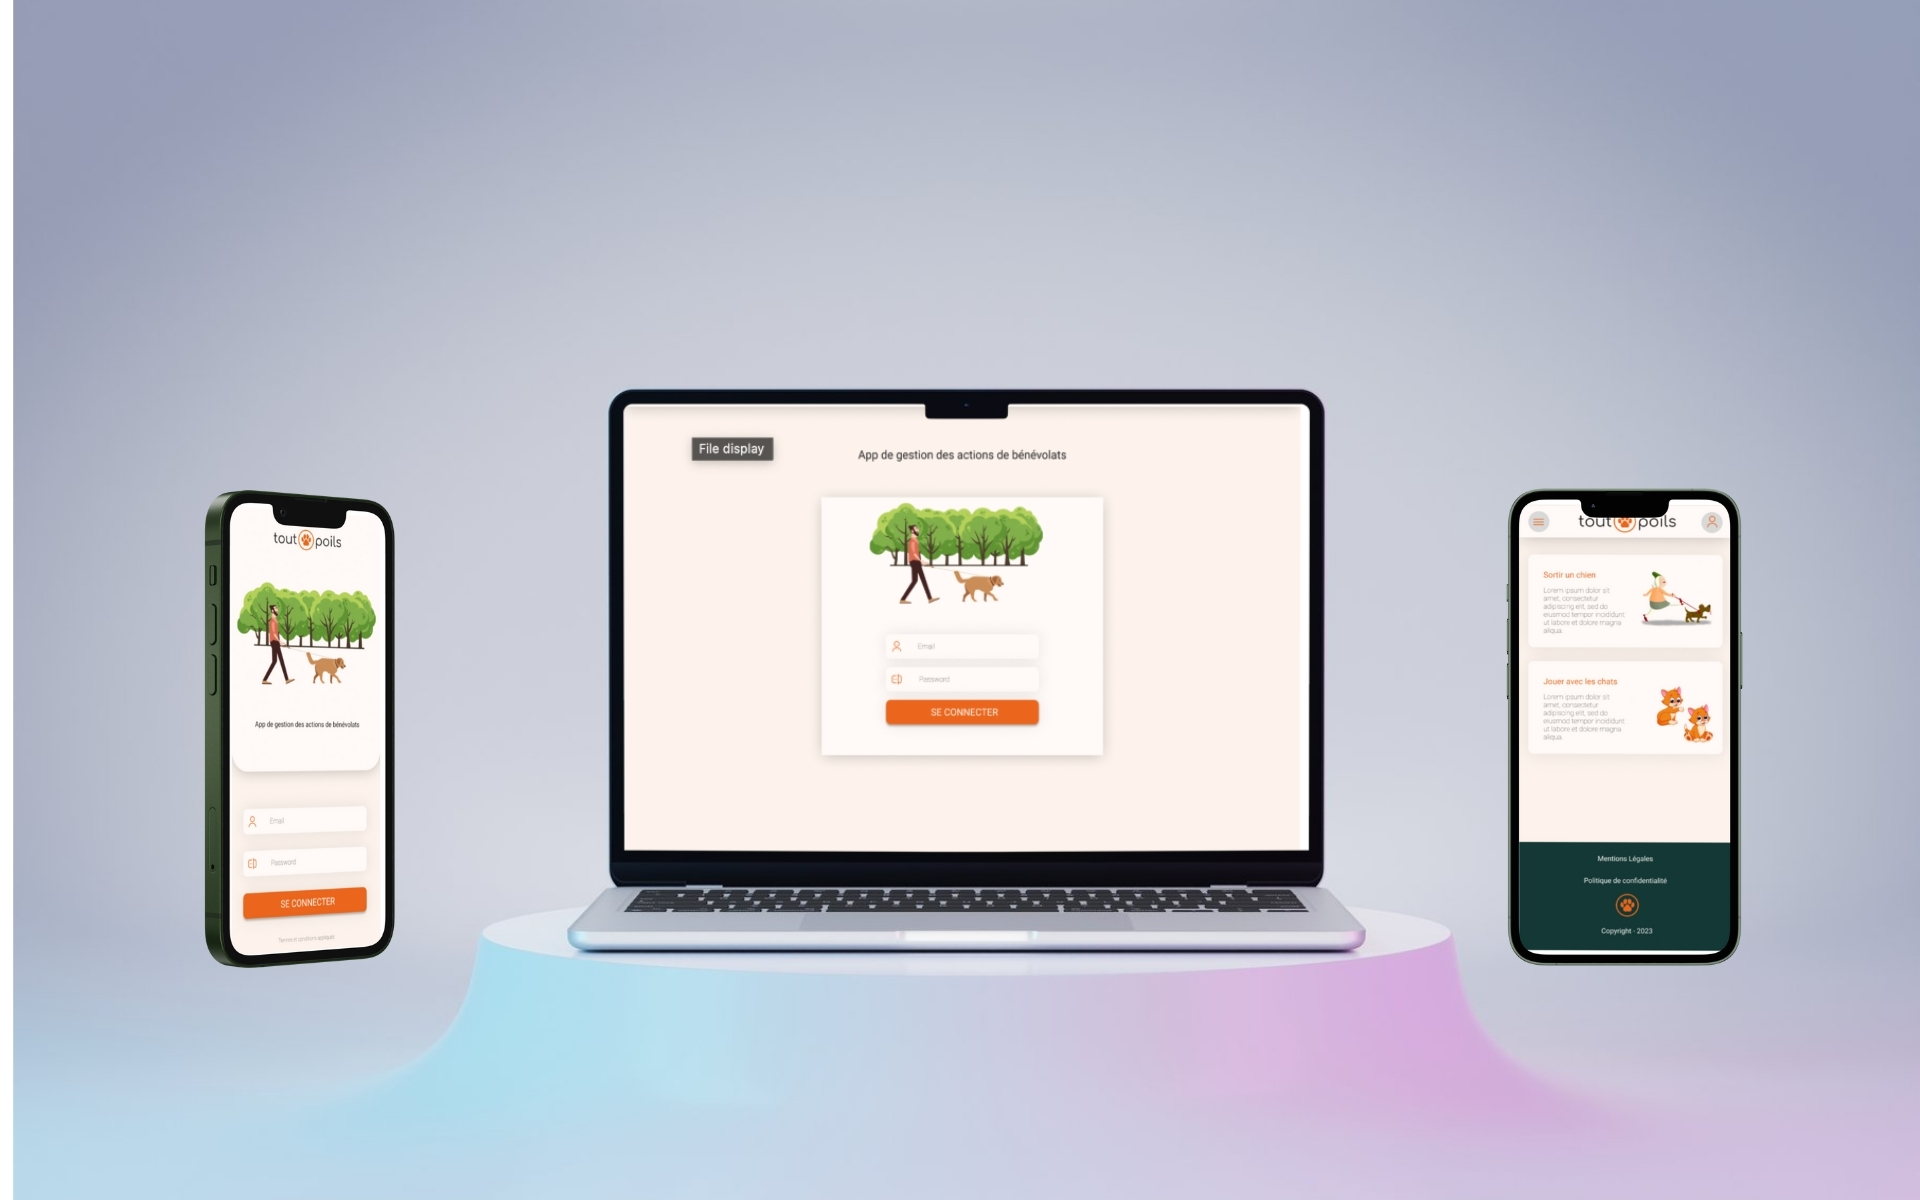 tout poils
App de gestion des actions de bénévolats
Email
Password
SE CONNECTER
Termes et conditions appliqués
File display
App de gestion des actions de bénévolats
Email
Password
SE CONNECTER
tout poils
Sortir un chien
Lorem ipsum dolor sit
amet, consectetur
adipiscing elit, sed do
eiusmod tempor incididunt
ut labore et dolore magna
aliqua.
Jouer avec les chats
Lorem ipsum dolor sit
amet, consectetur
adipiscing elit, sed do
eiusmod tempor incididunt
ut labore et dolore magna
aliqua.
Mentions Légales
Politique de confidentialité
Copyright - 2023